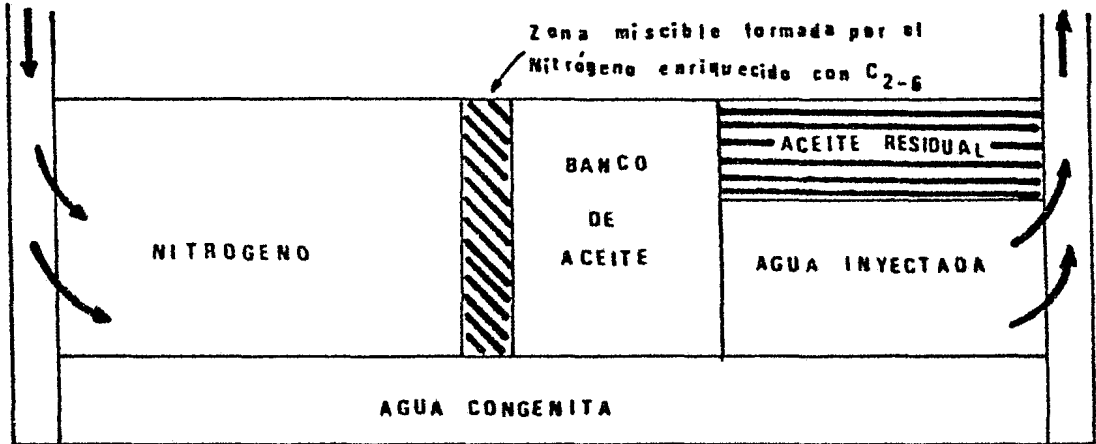 Zona miscible formada por el
Nitrógeno enriquecido con C2-6
ACEITE RESIDUAL
BANCO
DE
ACEITE
NITROGENO
AGUA INYECTADA
AGUA CONGENITA